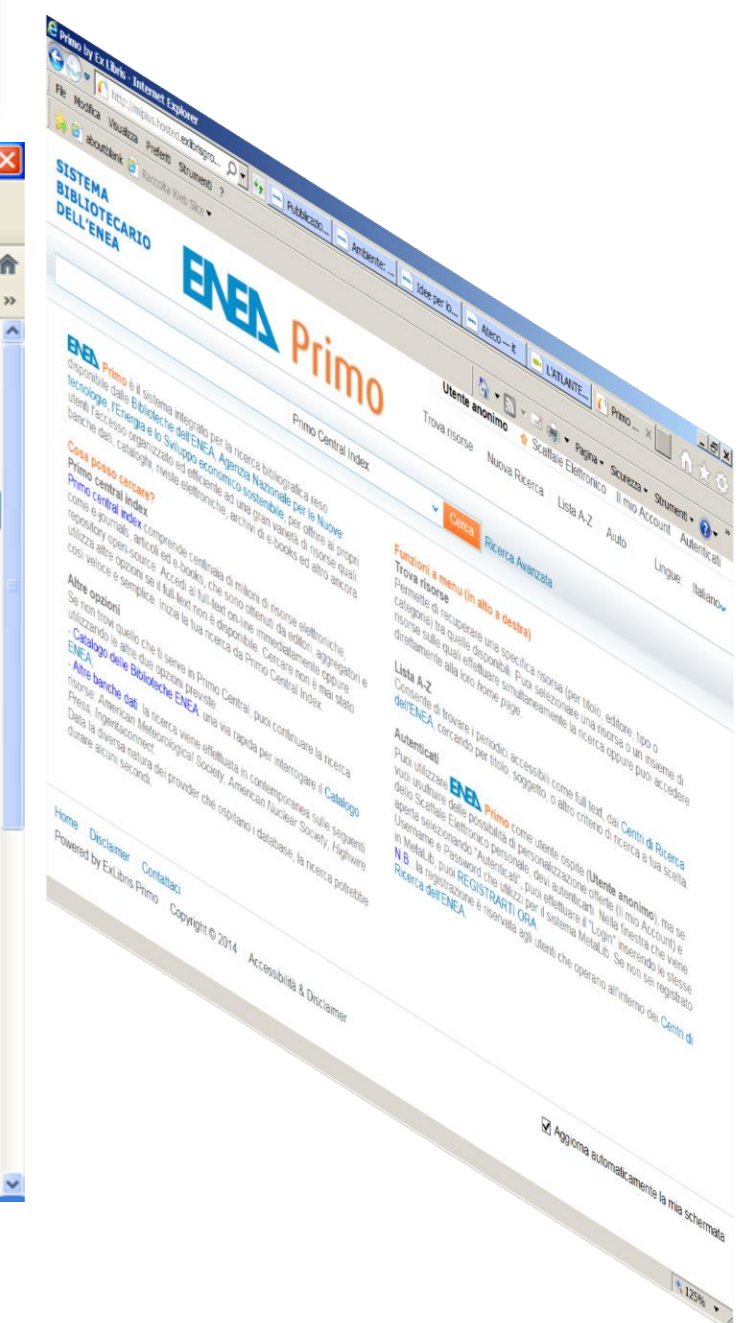 Primo by Ex Libris - Internet Explorer
http://miplus.hosted.exlibrisgro...
Pubblicazio...
Ambiente: ...
Idee per lo...
Ateco — it
L'ATLANTE...
Primo ...
File Modifica Visualizza Preferiti Strumenti ?
aboutblank Raccolta Web Slice
Pagina Sicurezza Strumenti
SISTEMA
BIBLIOTECARIO
DELL'ENEA
ENEA Primo
Utente anonimo Scaffale Elettronico Il mio Account Autenticati
Trova risorse Nuova Ricerca Lista A-Z Aiuto Lingue: Italiano
Primo Central Index
Cerca
Ricerca Avanzata
ENEA Primo è il sistema integrato per la ricerca bibliografica reso
disponibile dalle Biblioteche dell'ENEA, Agenzia Nazionale per le Nuove
tecnologie, l'Energia e lo Sviluppo economico sostenibile, per offrire ai propri
utenti l'accesso organizzato ed efficiente ad una gran varietà di risorse quali:
banche dati, cataloghi, riviste elettroniche, archivi di e-books ed altro ancora
Cosa posso cercare?
Primo central index
Primo central index comprende centinaia di milioni di risorse elettroniche,
come e-journals, articoli ed e-books, che sono ottenuti da editori, aggregatori e
repository open-source. Accedi al full-text on-line immediatamente oppure
utilizza altre opzioni se il full-text non è disponibile. Cercare non è mai stato
così veloce e semplice. Inizia la tua ricerca da Primo Central Index.
Altre opzioni
Se non trovi quello che ti serve in Primo Central, puoi continuare la ricerca
utilizzando le altre due opzioni previste:
- Catalogo delle Biblioteche ENEA, una via rapida per interrogare il Catalogo
ENEA.
- Altre banche dati, la ricerca viene effettuata in contemporanea sulle seguenti
risorse: American Meteorological Society, American Nuclear Society, Highwire
Press, Ingentaconnect.
Data la diversa natura dei provider che ospitano i database, la ricerca potrebbe
durare alcuni secondi.
Funzioni a menu (in alto a destra)
Trova risorse
Permette di recuperare una specifica risorsa (per titolo, editore, tipo o
categoria) tra quelle disponibili. Puoi selezionare una risorsa o un insieme di
risorse sulle quali effettuare simultaneamente la ricerca oppure puoi accedere
direttamente alla loro home page.
Lista A-Z
Consente di trovare i periodici accessibili come full text, dai Centri di Ricerca
dell'ENEA, cercando per titolo, soggetto, o altro criterio di ricerca a tua scelta.
Autenticati
Puoi utilizzare ENEA Primo come utente ospite (Utente anonimo), ma se
vuoi usufruire delle possibilità di personalizzazione offerte (Il mio Account) e
dello Scaffale Elettronico personale, devi autenticarti. Nella finestra che viene
aperta selezionando "Autenticati", puoi effettuare il "Login" inserendo le stesse
Username e Password che utilizzi per il sistema MetaLib. Se non sei registrato
in MetaLib, puoi REGISTRARTI ORA.
N.B.: la registrazione è riservata agli utenti che operano all'interno dei Centri di
Ricerca dell'ENEA.
Home Disclaimer Contattaci
Powered by ExLibris Primo Copyright © 2014 Accessibilità & Disclaimer
Aggiorna automaticamente la mia schermata
125%